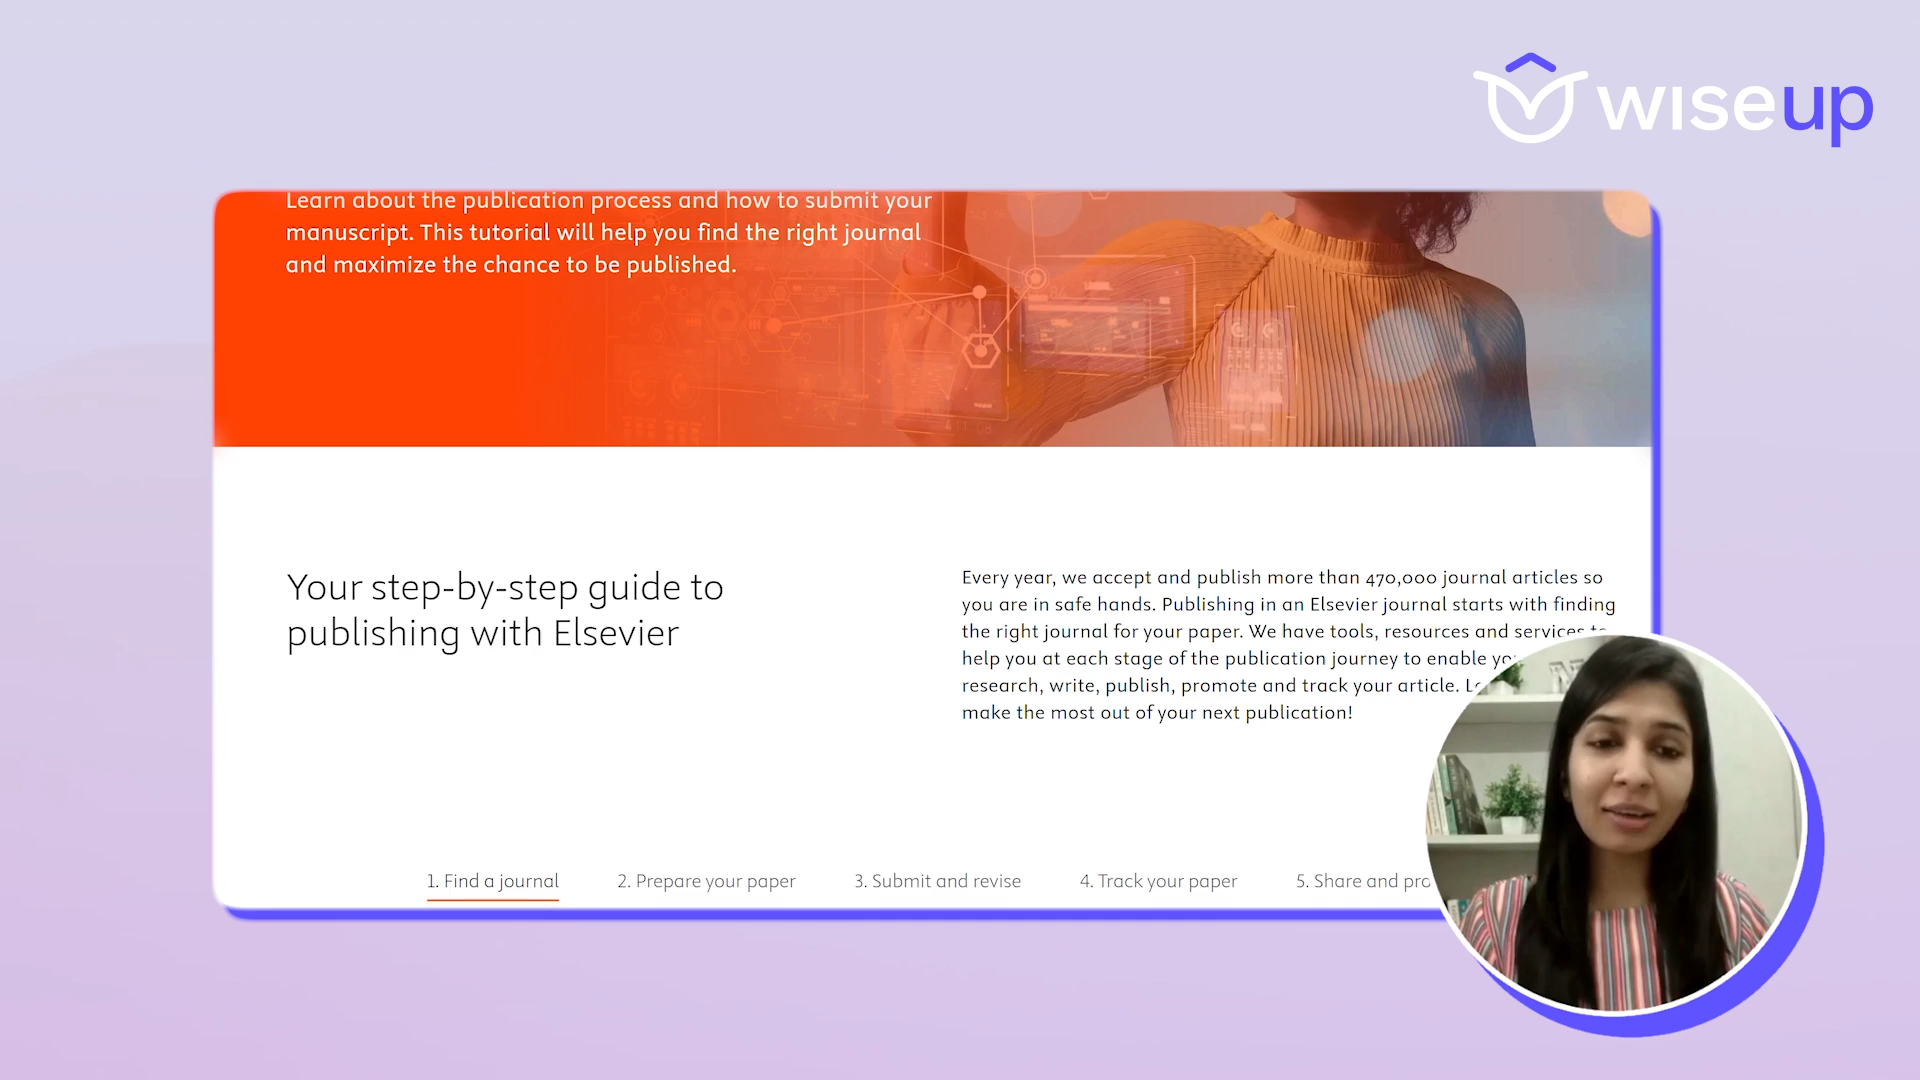 wiseup
Learn about the publication process and how to submit your
manuscript. This tutorial will help you find the right journal
and maximize the chance to be published.
Your step-by-step guide to
publishing with Elsevier
Every year, we accept and publish more than 470,000 journal articles so
you are in safe hands. Publishing in an Elsevier journal starts with finding
the right journal for your paper. We have tools, resources and services
help you at each stage of the publication journey to enable
research, write, publish, promote and track your article.
make the most out of your next publication!
1. Find a journal
2. Prepare your paper
3. Submit and revise
4. Track your paper
5. Share and